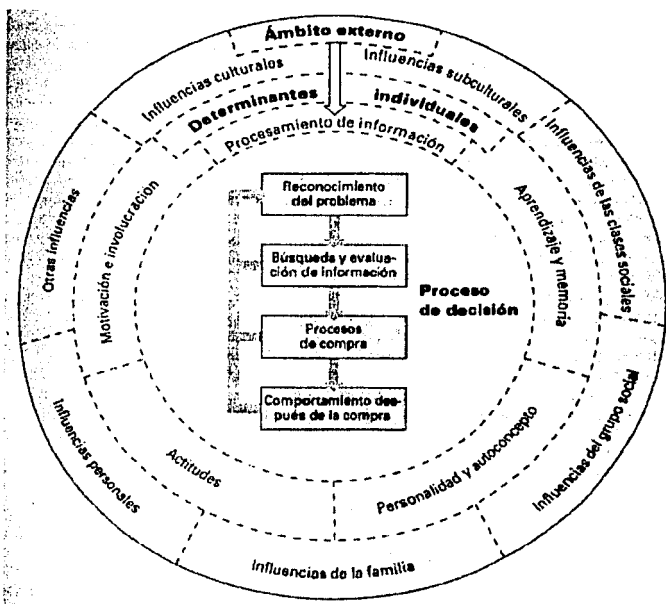 Ámbito externo
Influencias culturales
Influencias subculturales
Determinantes
individuales
Procesamiento de información
Reconocimiento
del problema
Búsqueda y evalua-
ción de información
Proceso
de decisión
Procesos
de compra
Comportamiento des-
pués de la compra
Otras influencias
Motivación e involucracion
Aprendizaje y memoria
Influencias de las clases sociales
Influencias personales
Actitudes
Personalidad y autoconcepto
Influencias del grupo social
Influencias de la familia